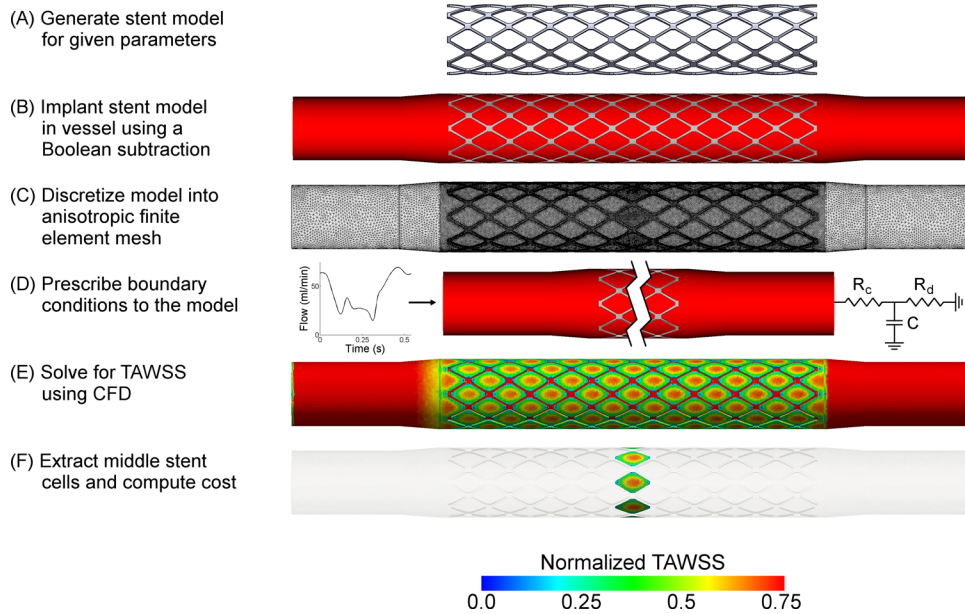 (A) Generate stent model
for given parameters
(B) Implant stent model
in vessel using a
Boolean subtraction
(C) Discretize model into
anisotropic finite
element mesh
(D) Prescribe boundary
conditions to the model
Flow (ml/min)
50
0
0
0.5
Time (s)
Rc
Rd
C
(E) Solve for TAWSS
using CFD
(F) Extract middle stent
cells and compute cost
Normalized TAWSS
0.0 0.25 0.5 0.75